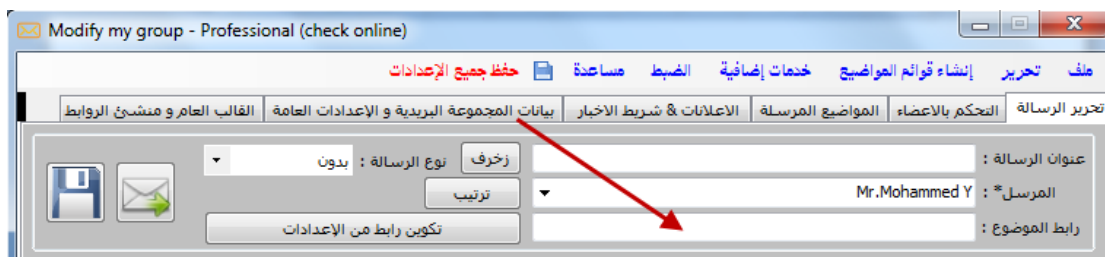 Modify my group - Professional (check online)
ملف تحرير إنشاء قوائم المواضيع خدمات إضافية الضبط مساعدة حفظ جميع الإعدادات
تحرير الرسالة التحكم بالاعضاء المواضيع المرسلة الاعلانات & شريط الاخبار بيانات المجموعة البريدية و الإعدادات العامة القالب العام و منشئ الروابط
عنوان الرسالة : زخرف نوع الرسالة : بدون
المرسل* : Mr.Mohammed Y ترتيب
رابط الموضوع : تكوين رابط من الإعدادات